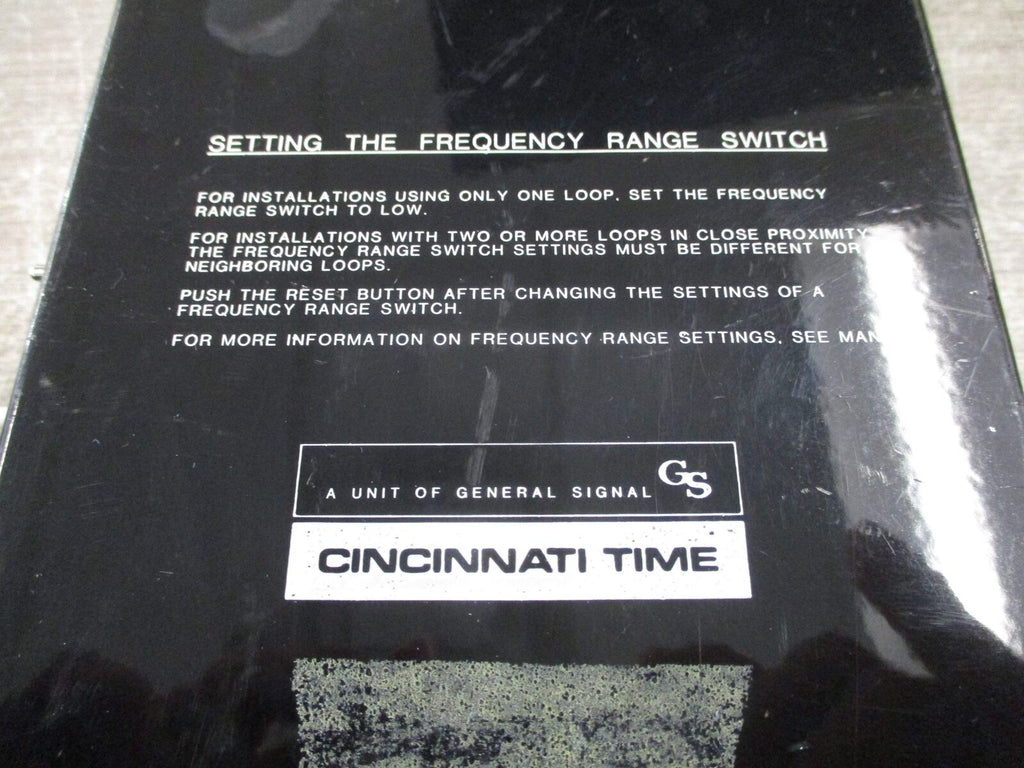 SETTING THE FREQUENCY RANGE SWITCH
FOR INSTALLATIONS USING ONLY ONE LOOP, SET THE FREQUENCY
RANGE SWITCH TO LOW.
FOR INSTALLATIONS WITH TWO OR MORE LOOPS IN CLOSE PROXIMITY
THE FREQUENCY RANGE SWITCH SETTINGS MUST BE DIFFERENT FOR
NEIGHBORING LOOPS.
PUSH THE RESET BUTTON AFTER CHANGING THE SETTINGS OF A
FREQUENCY RANGE SWITCH.
FOR MORE INFORMATION ON FREQUENCY RANGE SETTINGS, SEE
GS
A UNIT OF GENERAL SIGNAL
CINCINNATI TIME